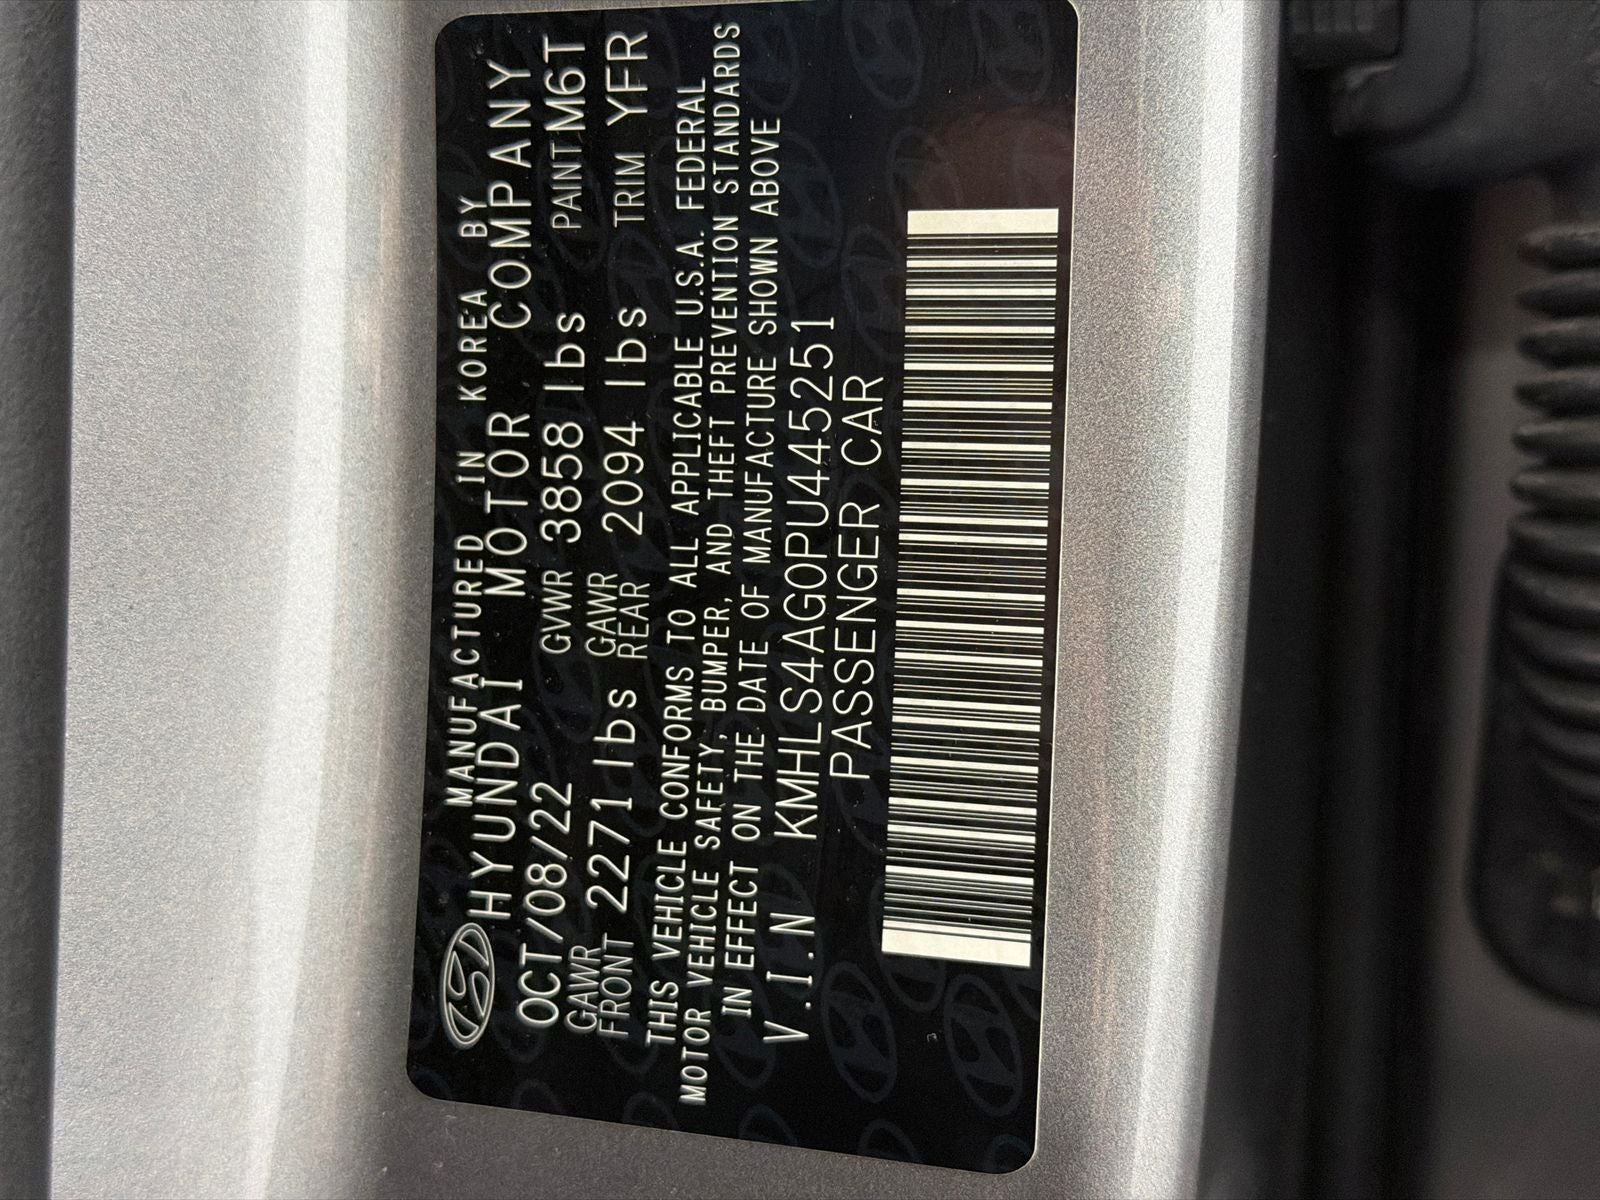 MANUFACTURED IN KOREA BY
HYUNDAI MOTOR COMPANY
OCT/08/22 GVWR 3858 lbs PAINT M6T
GAWR FRONT 2271 lbs GAWR REAR 2094 lbs TRIM YFR
THIS VEHICLE CONFORMS TO ALL APPLICABLE U.S.A. FEDERAL
MOTOR VEHICLE SAFETY, BUMPER, AND THEFT PREVENTION STANDARDS
IN EFFECT ON THE DATE OF MANUFACTURE SHOWN ABOVE
V.I.N KMHLS4AG0PU445251
PASSENGER CAR